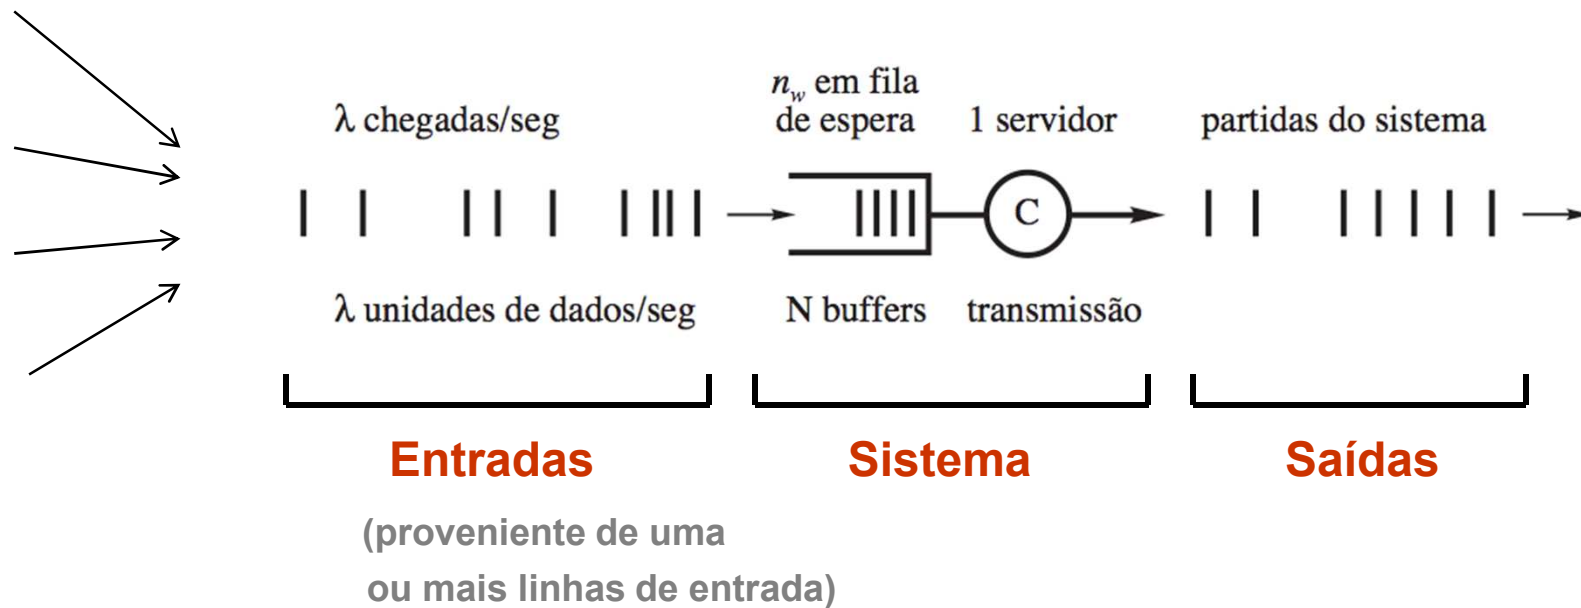 λ chegadas/seg
n_w em fila
de espera
1 servidor
partidas do sistema
C
λ unidades de dados/seg
N buffers
transmissão
Entradas
Sistema
Saídas
(proveniente de uma
ou mais linhas de entrada)